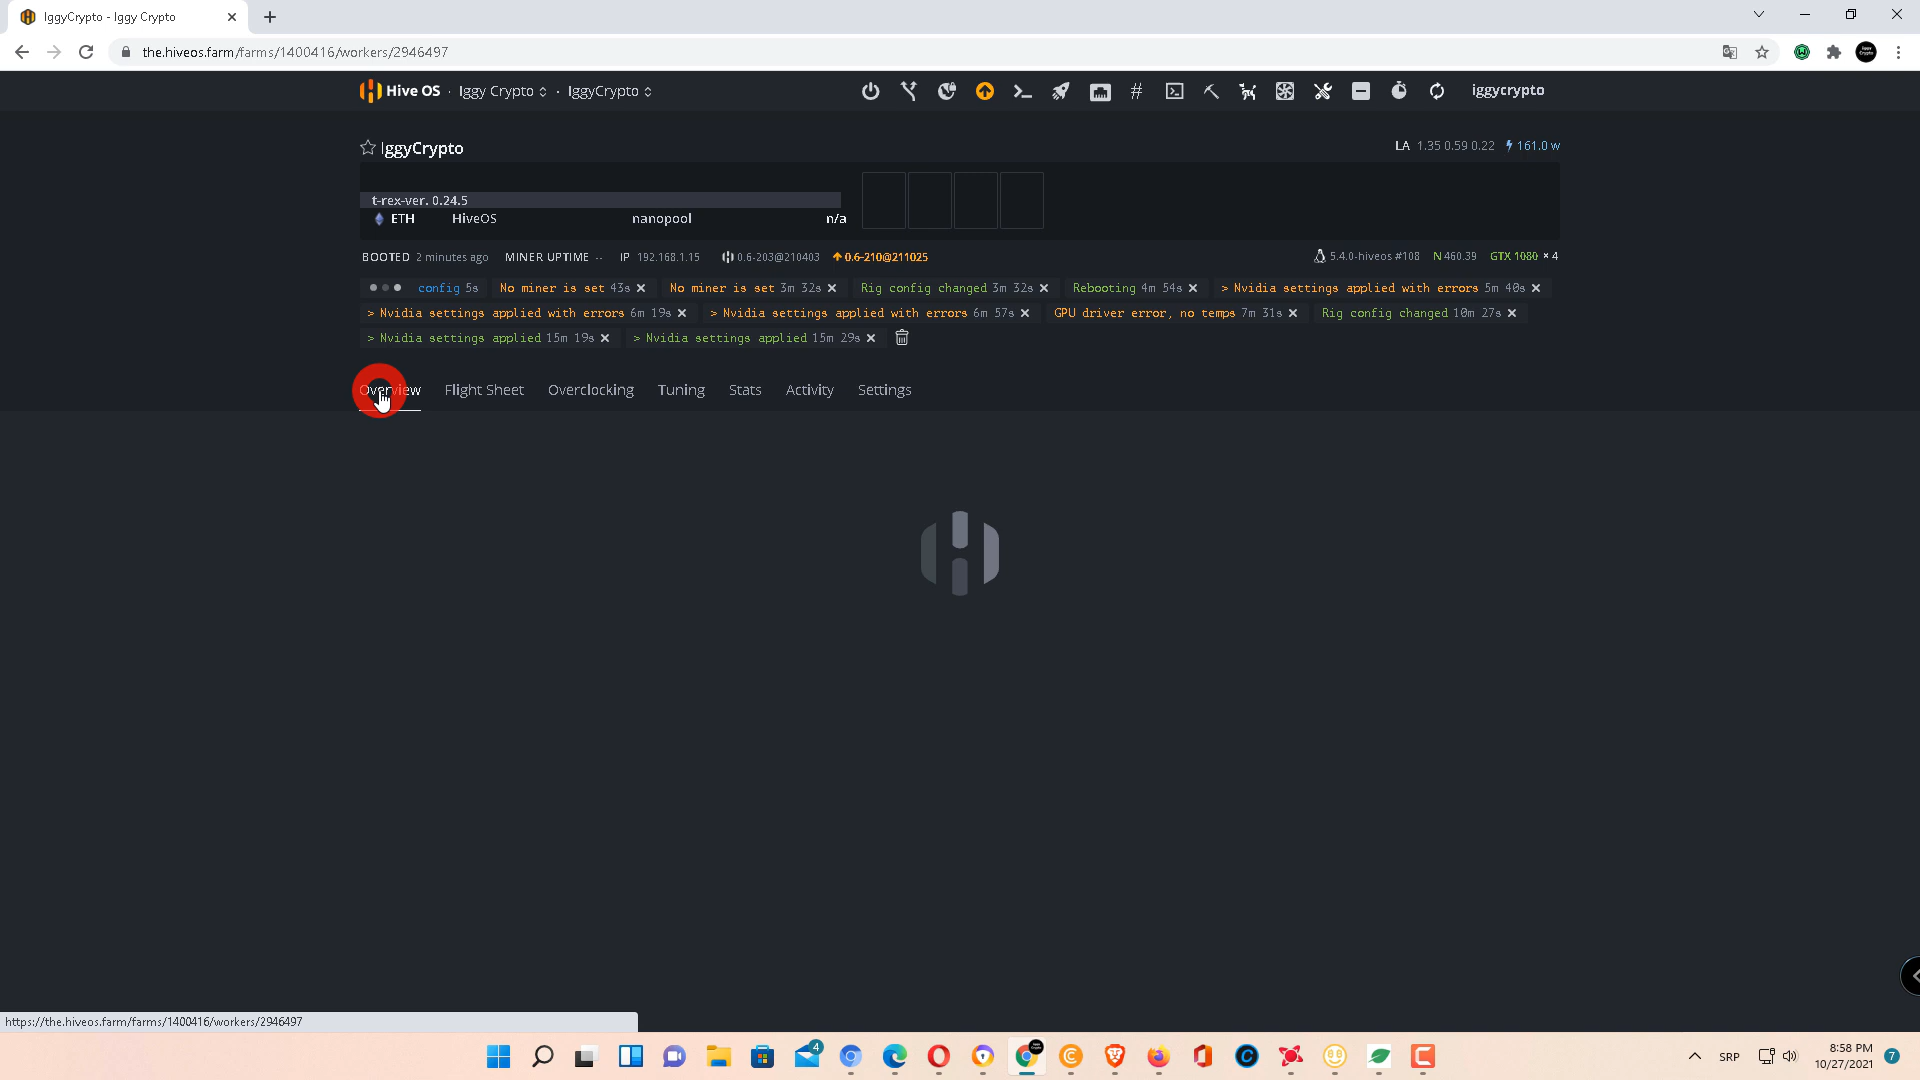 IggyCrypto - Iggy Crypto
the.hiveos.farm/farms/1400416/workers/2946497
Hive OS · Iggy Crypto · IggyCrypto
iggycrypto
IggyCrypto
LA 1.35 0.59 0.22 161.0 w
t-rex-ver. 0.24.5
ETH HiveOS nanopool n/a
BOOTED 2 minutes ago MINER UPTIME -- IP 192.168.1.15 0.6-203@210403 0.6-210@211025 5.4.0-hiveos #108 N 460.39 GTX 1080 × 4
config 5s No miner is set 43s No miner is set 3m 32s Rig config changed 3m 32s Rebooting 4m 54s > Nvidia settings applied with errors 5m 40s
> Nvidia settings applied with errors 6m 19s > Nvidia settings applied with errors 6m 57s GPU driver error, no temps 7m 31s Rig config changed 10m 27s
> Nvidia settings applied 15m 19s > Nvidia settings applied 15m 29s
Overview Flight Sheet Overclocking Tuning Stats Activity Settings
https://the.hiveos.farm/farms/1400416/workers/2946497
4
SRP
8:58 PM
10/27/2021
7